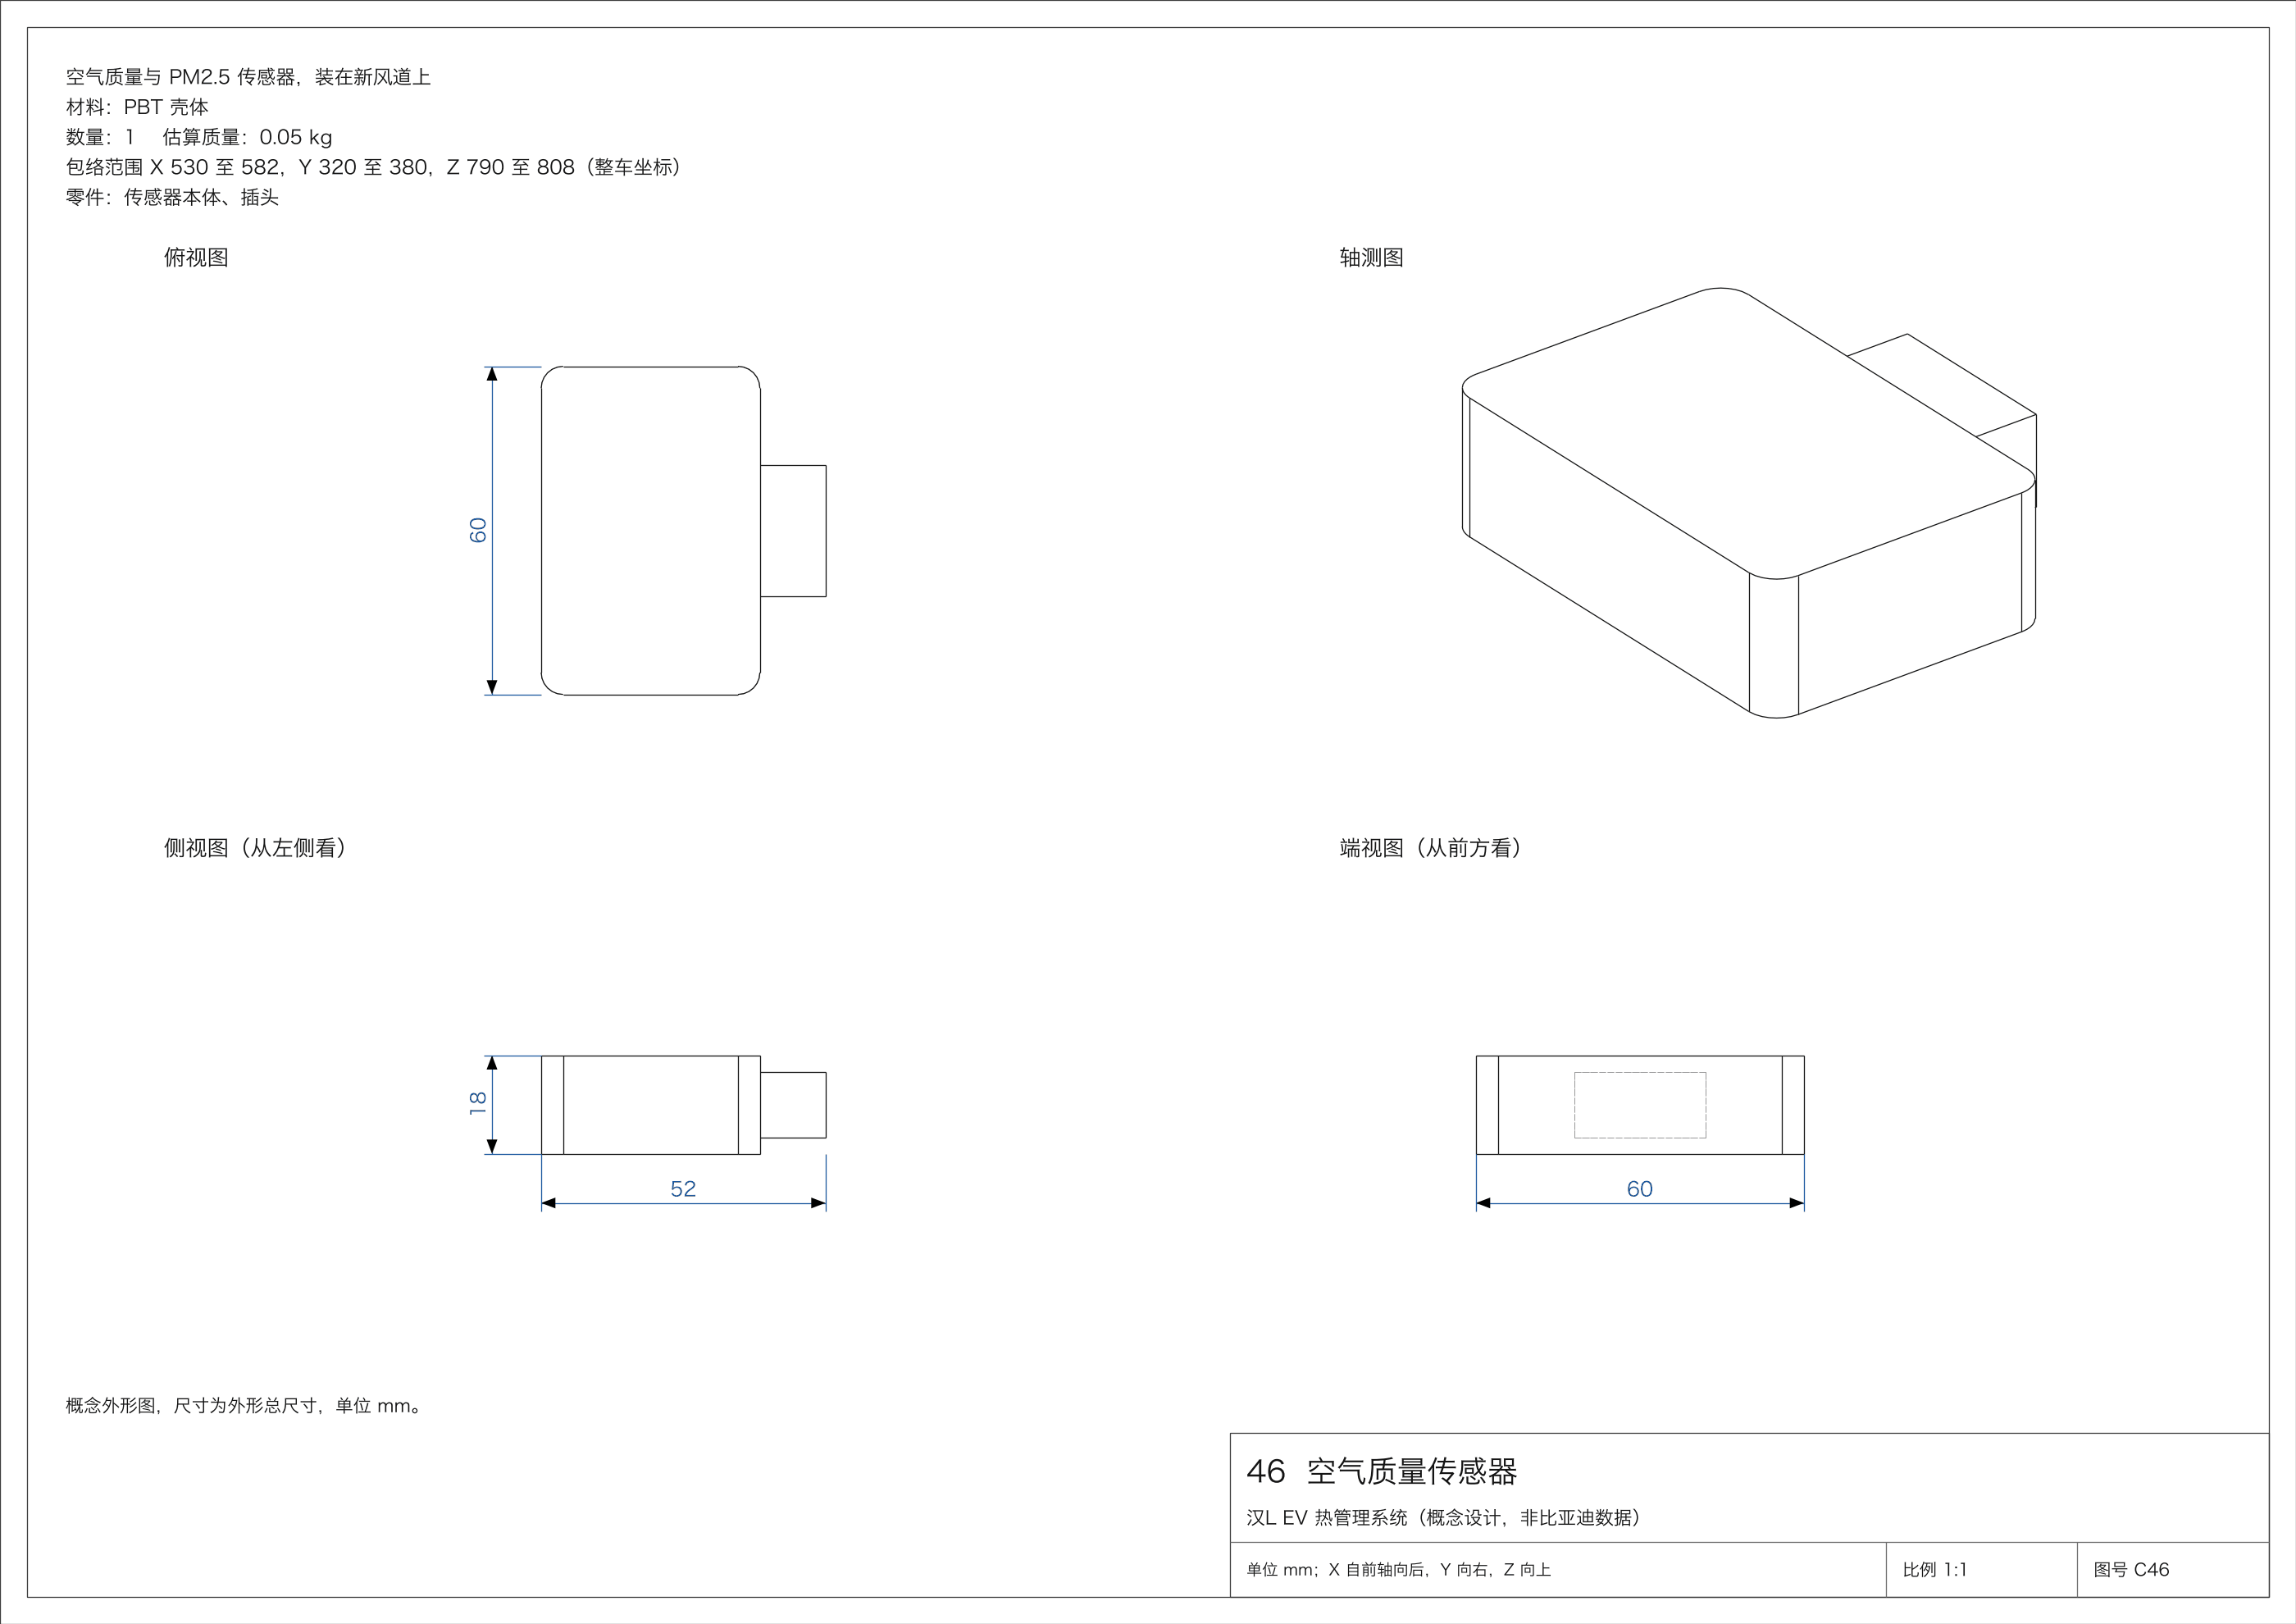 空气质量与 PM2.5 传感器，装在新风道上
材料：PBT 壳体
数量：1 估算质量：0.05 kg
包络范围 X 530 至 582，Y 320 至 380，Z 790 至 808（整车坐标）
零件：传感器本体、插头
俯视图
轴测图
60
侧视图（从左侧看）
端视图（从前方看）
18
52
60
概念外形图，尺寸为外形总尺寸，单位 mm。
46 空气质量传感器
汉L EV 热管理系统（概念设计，非比亚迪数据）
单位 mm；X 自前轴向后，Y 向右，Z 向上
比例 1:1
图号 C46